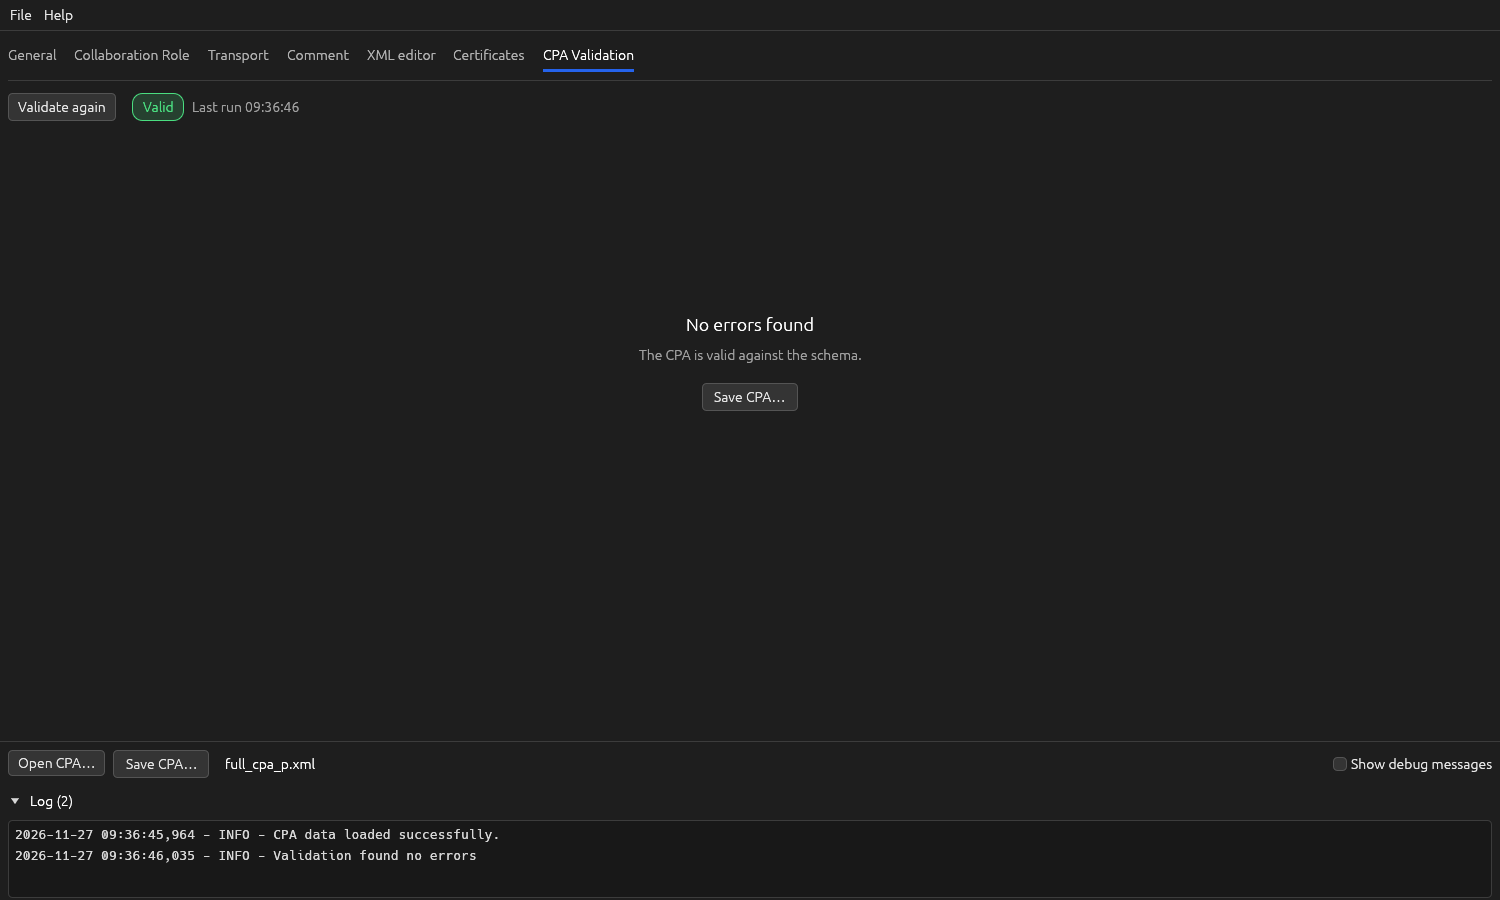 File Help
General Collaboration Role Transport Comment XML editor Certificates CPA Validation
Validate again Valid Last run 09:36:46
No errors found
The CPA is valid against the schema.
Save CPA...
Open CPA... Save CPA... full_cpa_p.xml Show debug messages
Log (2)
2026-11-27 09:36:45,964 - INFO - CPA data loaded successfully.
2026-11-27 09:36:46,035 - INFO - Validation found no errors